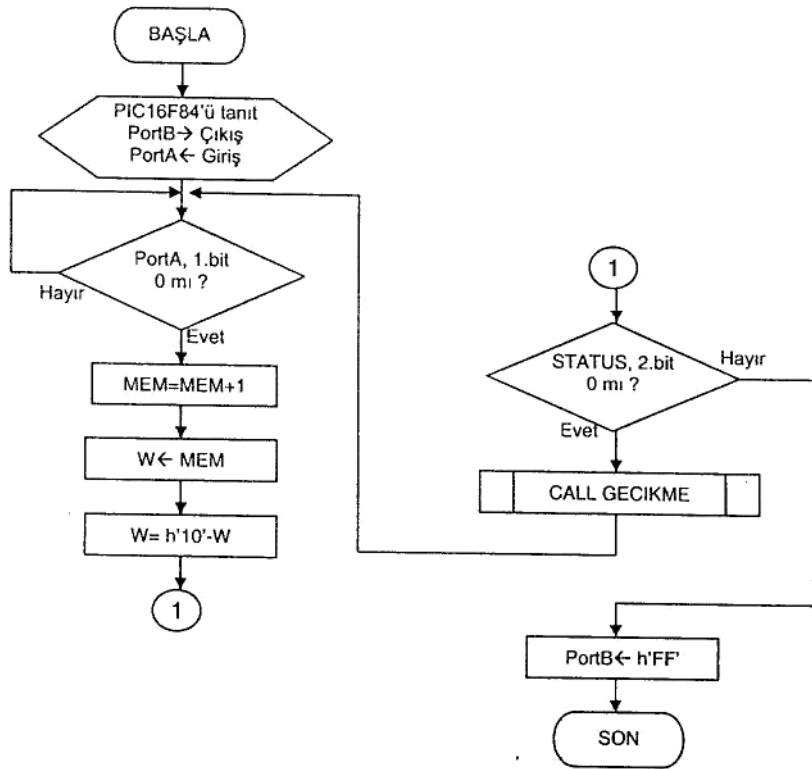 BAŞLA
PIC16F84'ü tanıt
PortB→ Çıkış
PortA← Giriş
PortA, 1.bit
0 mı ?
Hayır
Evet
MEM=MEM+1
W← MEM
W= h'10'-W
1
1
STATUS, 2.bit
0 mı ?
Hayır
Evet
CALL GECIKME
PortB← h'FF'
SON